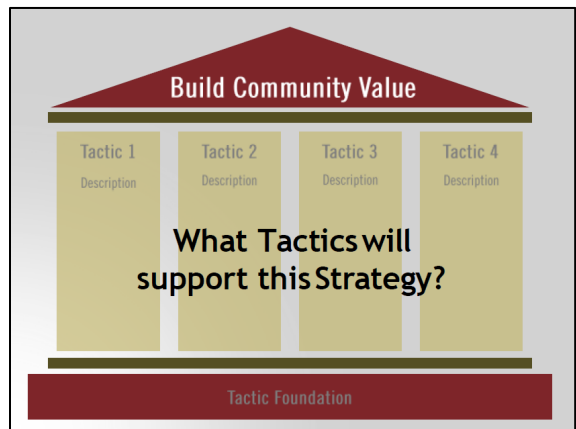 Build Community Value
Tactic 1 Tactic 2 Tactic 3 Tactic 4
Description Description Description Description
What Tactics will
support this Strategy?
Tactic Foundation